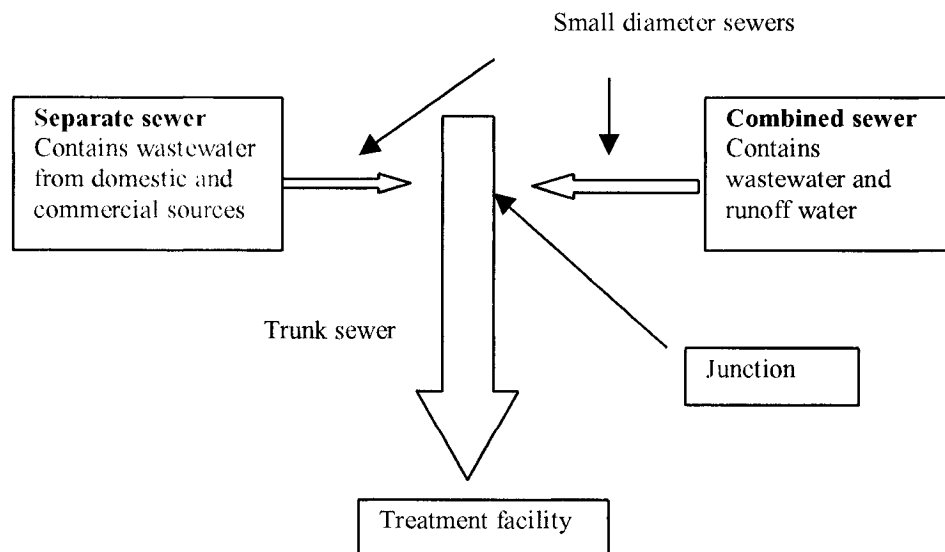 Small diameter sewers
Separate sewer
Contains wastewater
from domestic and
commercial sources
Combined sewer
Contains
wastewater and
runoff water
Trunk sewer
Junction
Treatment facility